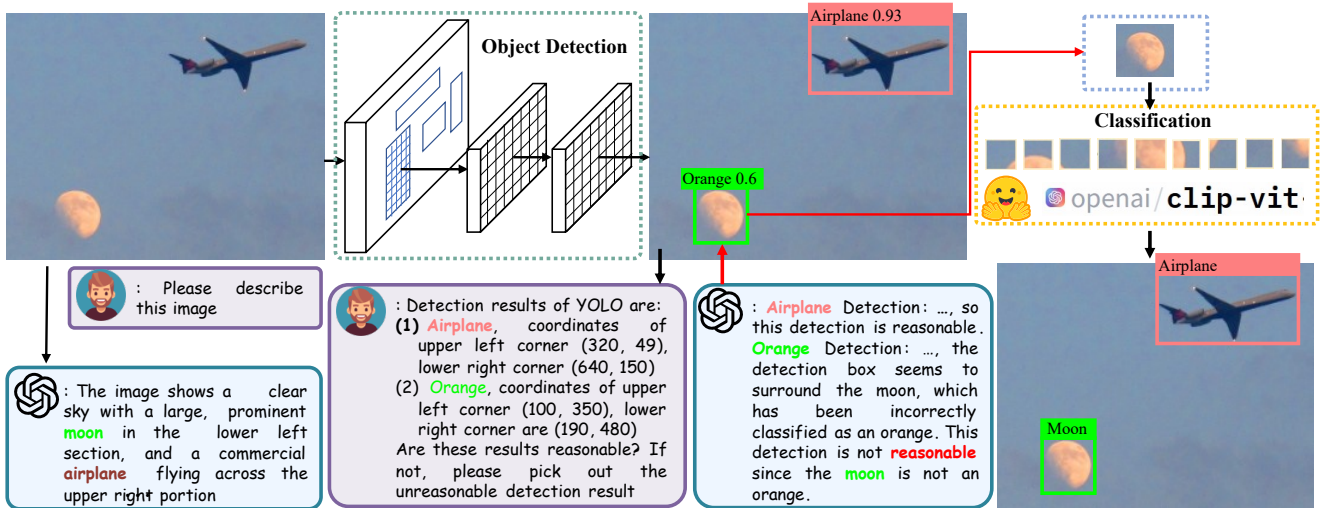 Object Detection
Airplane 0.93
Orange 0.6
Classification
openai/clip-vit-
Airplane
Moon
: Please describe
this image
: The image shows a clear
sky with a large, prominent
moon in the lower left
section, and a commercial
airplane flying across the
upper right portion
: Detection results of YOLO are:
(1) Airplane, coordinates of
upper left corner (320, 49),
lower right corner (640, 150)
(2) Orange, coordinates of upper
left corner (100, 350), lower
right corner are (190, 480)
Are these results reasonable? If
not, please pick out the
unreasonable detection result
: Airplane Detection: ..., so
this detection is reasonable.
Orange Detection: ..., the
detection box seems to
surround the moon, which
has been incorrectly
classified as an orange. This
detection is not reasonable
since the moon is not an
orange.